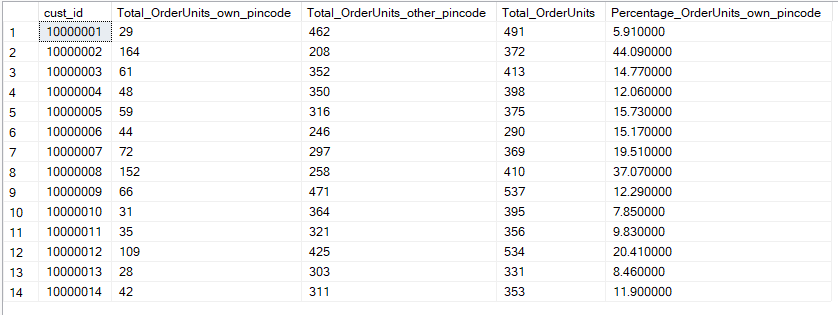 cust_id Total_OrderUnits_own_pincode Total_OrderUnits_other_pincode Total_OrderUnits Percentage_OrderUnits_own_pincode
1 10000001 29 462 491 5.910000
2 10000002 164 208 372 44.090000
3 10000003 61 352 413 14.770000
4 10000004 48 350 398 12.060000
5 10000005 59 316 375 15.730000
6 10000006 44 246 290 15.170000
7 10000007 72 297 369 19.510000
8 10000008 152 258 410 37.070000
9 10000009 66 471 537 12.290000
10 10000010 31 364 395 7.850000
11 10000011 35 321 356 9.830000
12 10000012 109 425 534 20.410000
13 10000013 28 303 331 8.460000
14 10000014 42 311 353 11.900000